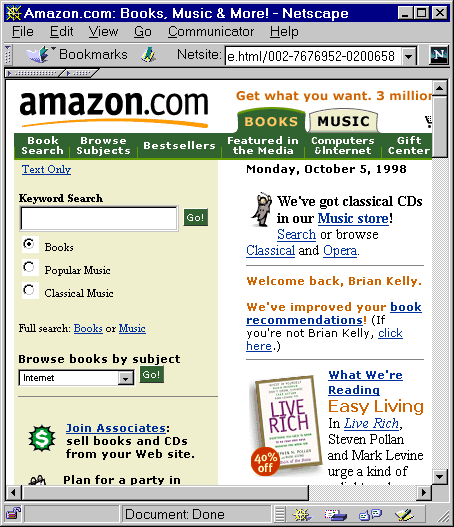 Amazon.com: Books, Music & More! - Netscape
File Edit View Go Communicator Help
Bookmarks Netsite: e.html/002-7676952-0200658
N
amazon.com
Get what you want. 3 million
BOOKS MUSIC
Book Search Browse Subjects Bestsellers Featured in the Media Computers & Internet Gift Center
Text Only
Keyword Search
Go!
Books
Popular Music
Classical Music
Full search: Books or Music
Browse books by subject
Internet Go!
Join Associates:
sell books and CDs
from your Web site.
Plan for a party in
Monday, October 5, 1998
We've got classical CDs
in our Music store!
Search or browse
Classical and Opera.
Welcome back, Brian Kelly.
We've improved your book
recommendations! (If
you're not Brian Kelly, click
here.)
LIVE
RICH
40%
off
What We're
Reading
Easy Living
In Live Rich,
Steven Pollan
and Mark Levine
urge a kind of
Document: Done